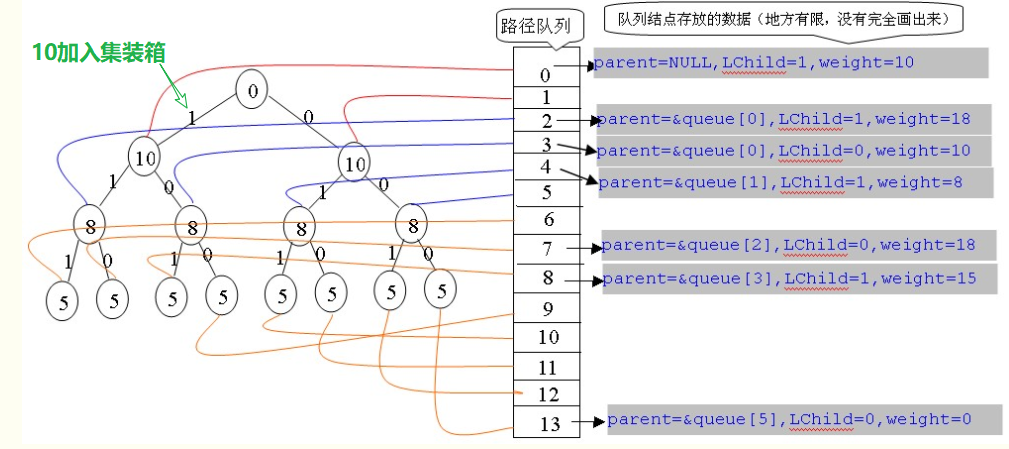 队列结点存放的数据（地方有限，没有完全画出来）
路径队列
10加入集装箱
0 parent=NULL,LChild=1,weight=10
0
1
1 0
2 parent=&queue[0],LChild=1,weight=18
3 parent=&queue[0],LChild=0,weight=10
10 10
4 parent=&queue[1],LChild=1,weight=8
1 0 1 0
5
6
8 8 8 8
7 parent=&queue[2],LChild=0,weight=18
1 0 1 0 1 0 1 0
8 parent=&queue[3],LChild=1,weight=15
5 5 5 5 5 5 5 5
9
10
11
12
13 parent=&queue[5],LChild=0,weight=0